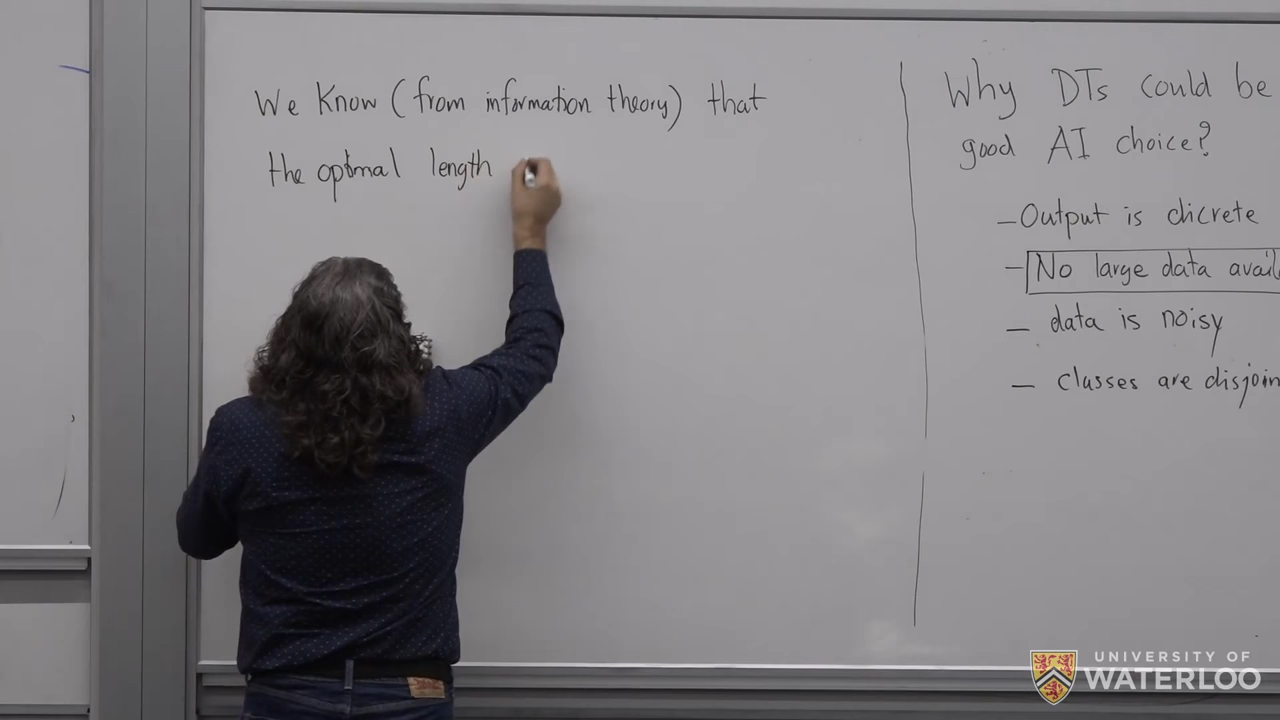 We Know (from information theory) that
the optimal length
Why DTs could be
good AI choice?
- Output is dicrete
- No large data avail
- data is noisy
- classes are disjoin
UNIVERSITY OF
WATERLOO